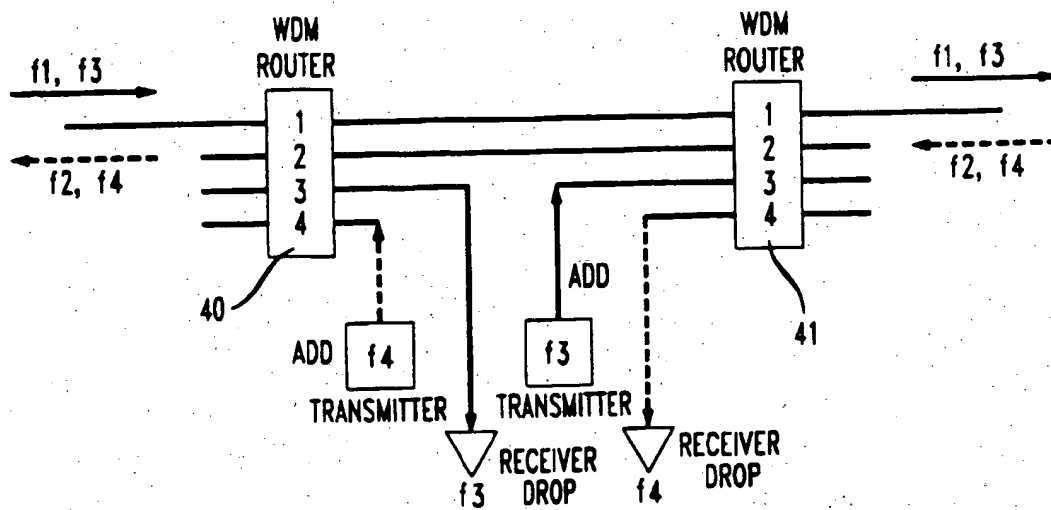 WDM
ROUTER
WDM
ROUTER
f1, f3
f1, f3
f2, f4
f2, f4
1
2
3
4
1
2
3
4
40
41
ADD
f4
TRANSMITTER
ADD
f3
TRANSMITTER
RECEIVER
DROP
f3
RECEIVER
DROP
f4